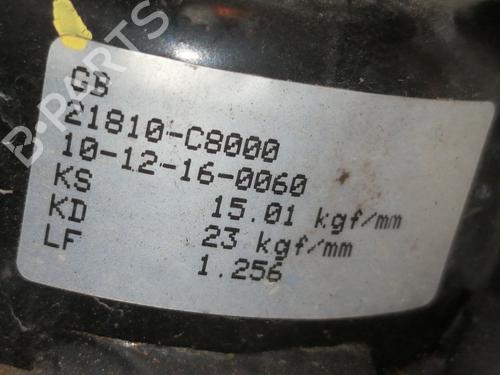 B-PARTS
GB
21810-C8000
10-12-16-0060
KS 15.01 kgf/mm
KD 23 kgf/mm
LF 1.256